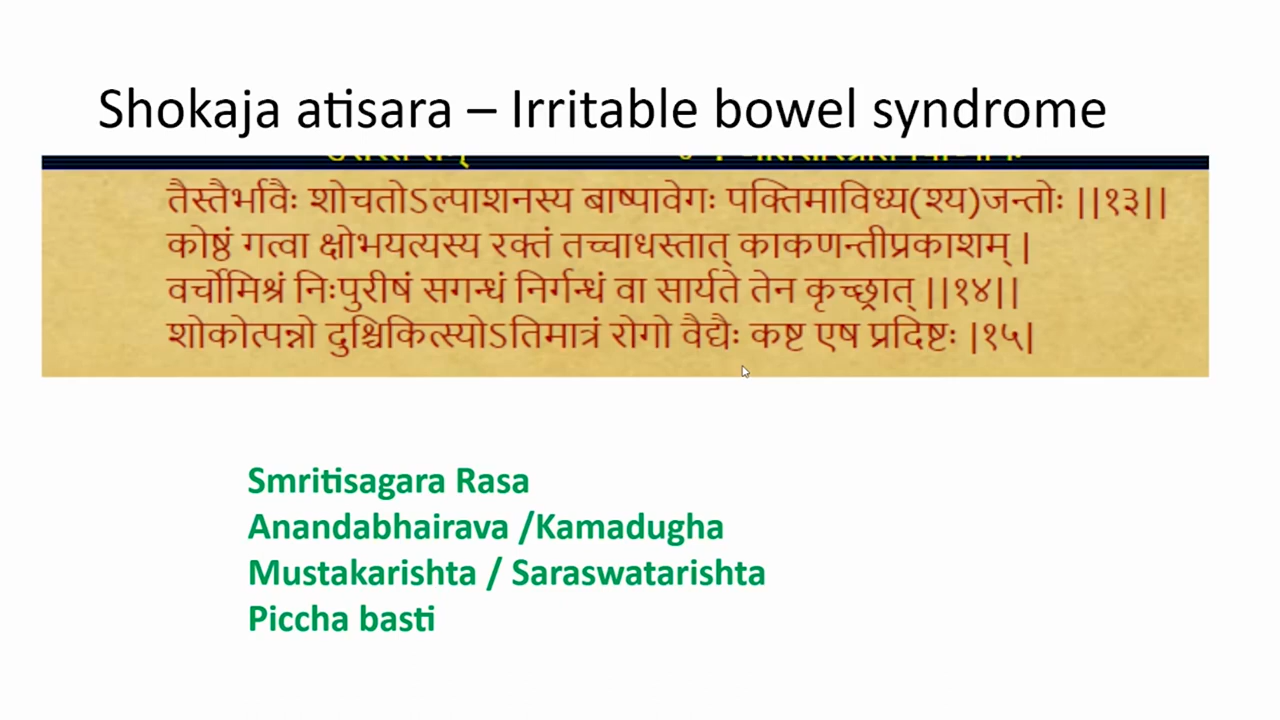 Shokaja atisara – Irritable bowel syndrome
तैस्तैर्भावैः शोचतोऽल्पाशनस्य बाष्पावेगः पक्तिमाविध्य(श्य)जन्तोः ||१३||
कोष्ठं गत्वा क्षोभयत्यस्य रक्तं तच्चाधस्तात् काकणन्तीप्रकाशम् |
वर्चोमिश्रं निःपुरीषं सगन्धं निर्गन्धं वा सार्यते तेन कृच्छ्रात् ||१४||
शोकोत्पन्नो दुश्चिकित्स्योऽतिमात्रं रोगो वैद्यैः कष्ट एष प्रदिष्टः |१५|
Smritisagara Rasa
Anandabhairava /Kamadugha
Mustakarishta / Saraswatarishta
Piccha basti